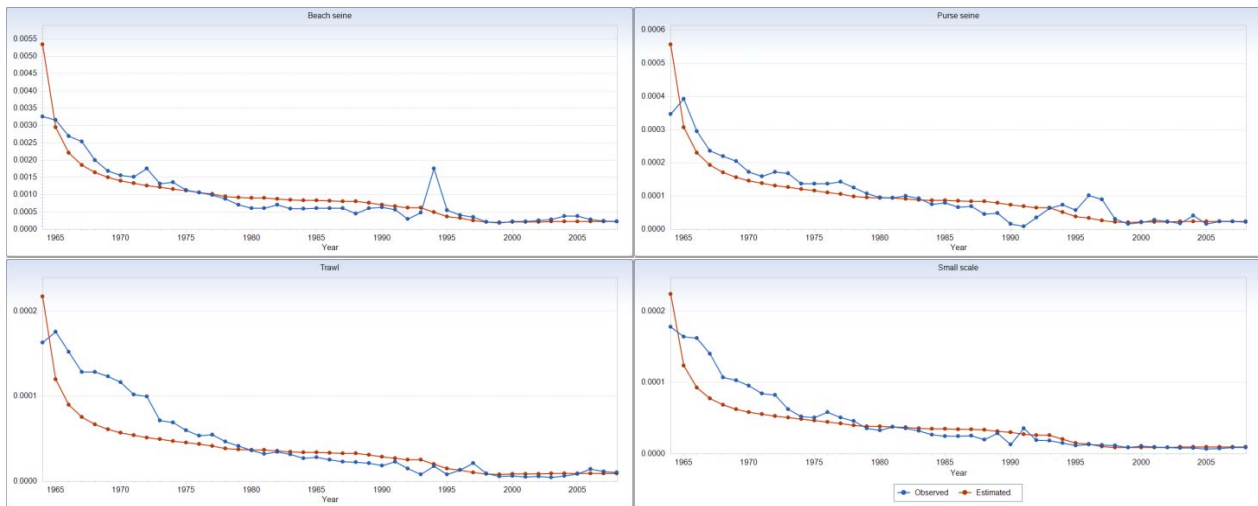 Beach seine
0.0055
0.0050
0.0045
0.0040
0.0035
0.0030
0.0025
0.0020
0.0015
0.0010
0.0005
0.0000
1965 1970 1975 1980 1985 1990 1995 2000 2005
Year
Purse seine
0.0006
0.0005
0.0004
0.0003
0.0002
0.0001
0.0000
1965 1970 1975 1980 1985 1990 1995 2000 2005
Year
Trawl
0.0002
0.0001
0.0000
1965 1970 1975 1980 1985 1990 1995 2000 2005
Year
Small scale
0.0002
0.0001
0.0000
1965 1970 1975 1980 1985 1990 1995 2000 2005
Year
Observed Estimated